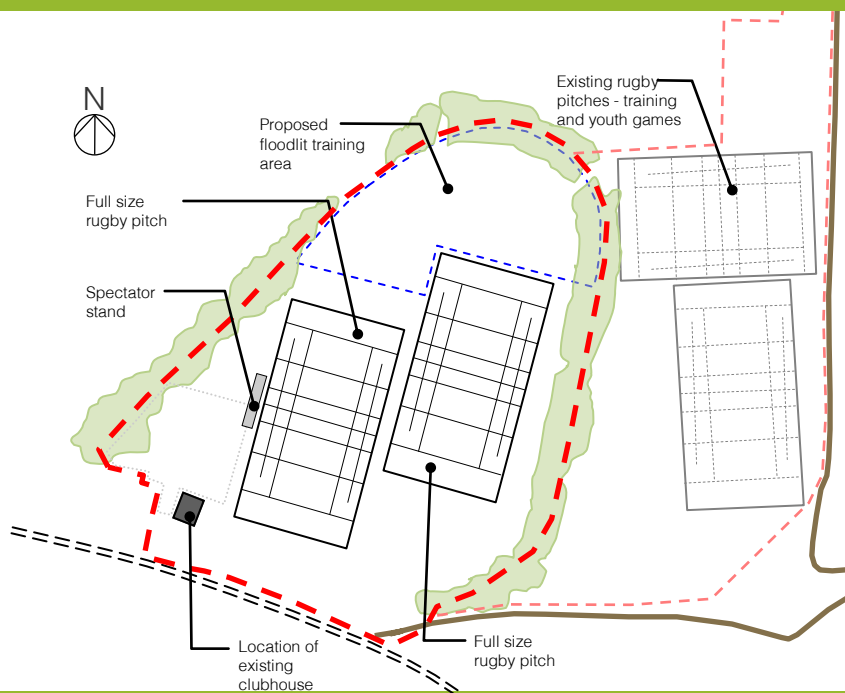 N
Existing rugby
pitches - training
and youth games
Proposed
floodlit training
area
Full size
rugby pitch
Spectator
stand
Location of
existing
clubhouse
Full size
rugby pitch